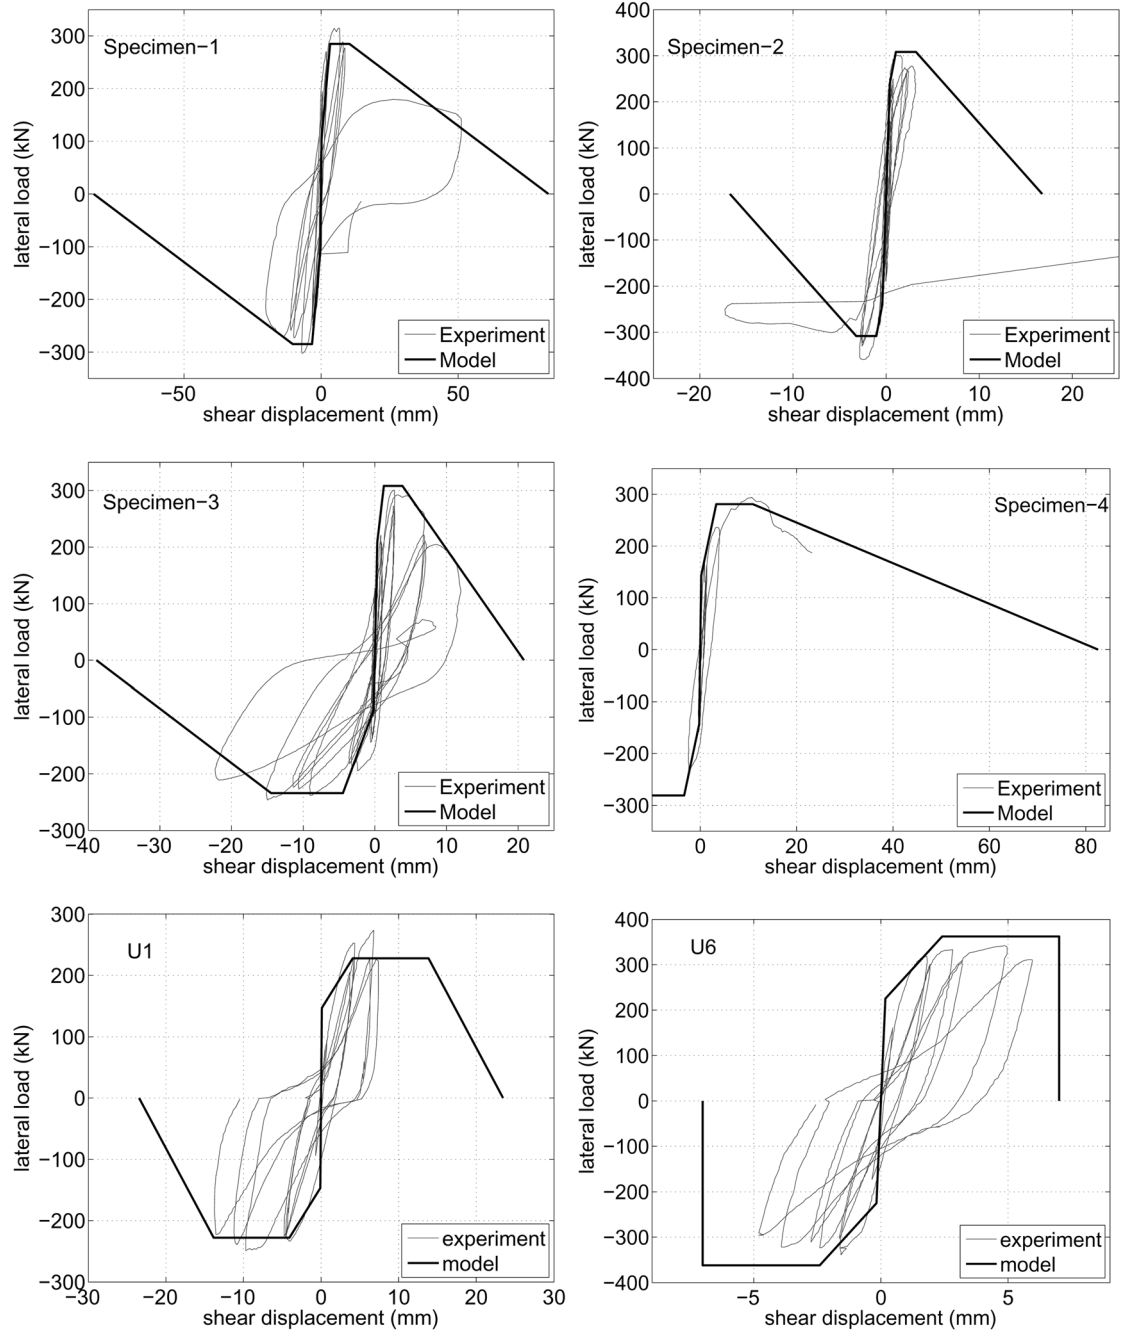 Specimen−1
300
200
100
0
−100
−200
−300
lateral load (kN)
Experiment
Model
−50 0 50
shear displacement (mm)
Specimen−2
400
300
200
100
0
−100
−200
−300
−400
lateral load (kN)
Experiment
Model
−20 −10 0 10 20
shear displacement (mm)
Specimen−3
300
200
100
0
−100
−200
−300
lateral load (kN)
Experiment
Model
−40 −30 −20 −10 0 10 20
shear displacement (mm)
Specimen−4
300
200
100
0
−100
−200
−300
lateral load (kN)
Experiment
Model
0 20 40 60 80
shear displacement (mm)
U1
300
200
100
0
−100
−200
−300
lateral load (kN)
experiment
model
−30 −20 −10 0 10 20 30
shear displacement (mm)
U6
400
300
200
100
0
−100
−200
−300
−400
lateral load (kN)
experiment
model
−5 0 5
shear displacement (mm)